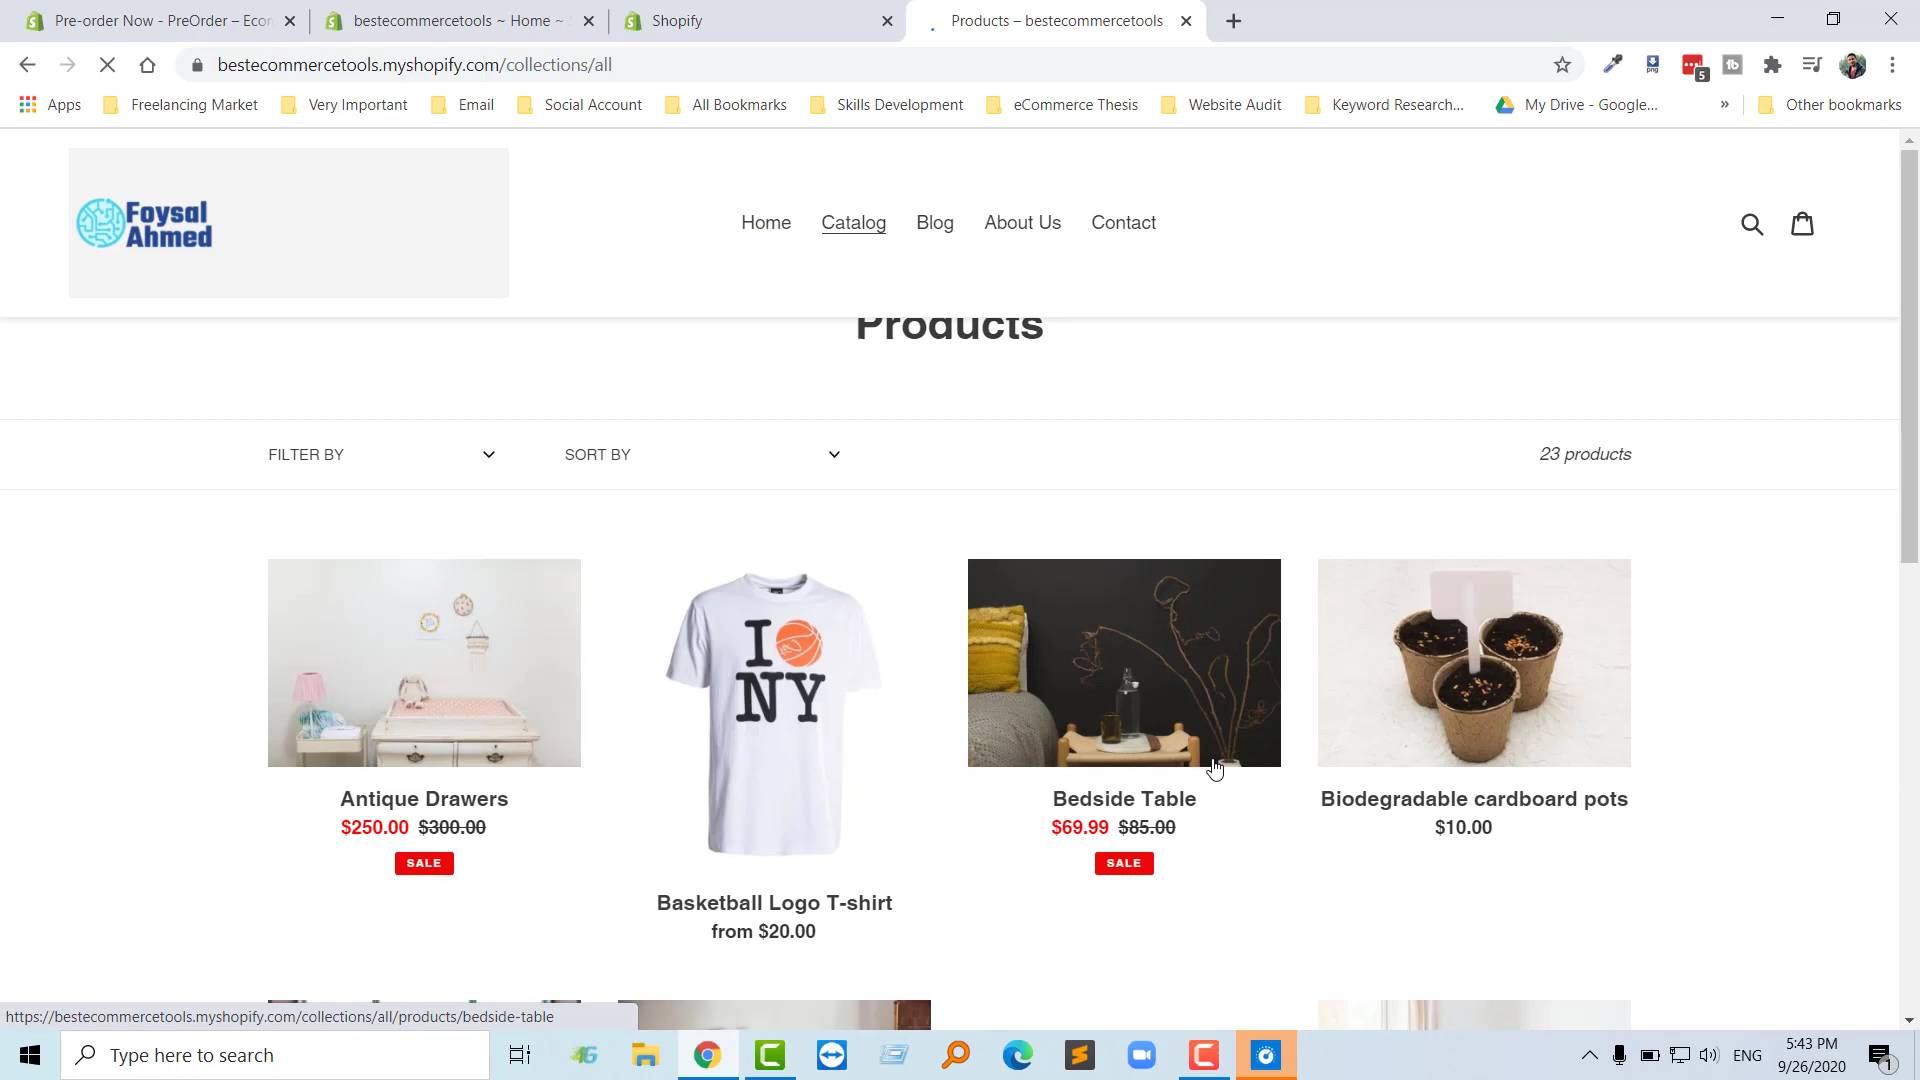 Pre-order Now - PreOrder – Econ
bestecommercetools ~ Home ~ S
Shopify
Products – bestecommercetools
bestecommercetools.myshopify.com/collections/all
5
Apps
Freelancing Market
Very Important
Email
Social Account
All Bookmarks
Skills Development
eCommerce Thesis
Website Audit
Keyword Research...
My Drive - Google...
»
Other bookmarks
Foysal
Ahmed
Home
Catalog
Blog
About Us
Contact
Products
FILTER BY
SORT BY
23 products
I
NY
Antique Drawers
$250.00 $300.00
SALE
Basketball Logo T-shirt
from $20.00
Bedside Table
$69.99 $85.00
SALE
Biodegradable cardboard pots
$10.00
https://bestecommercetools.myshopify.com/collections/all/products/bedside-table
Type here to search
4G
ENG
5:43 PM
9/26/2020
1